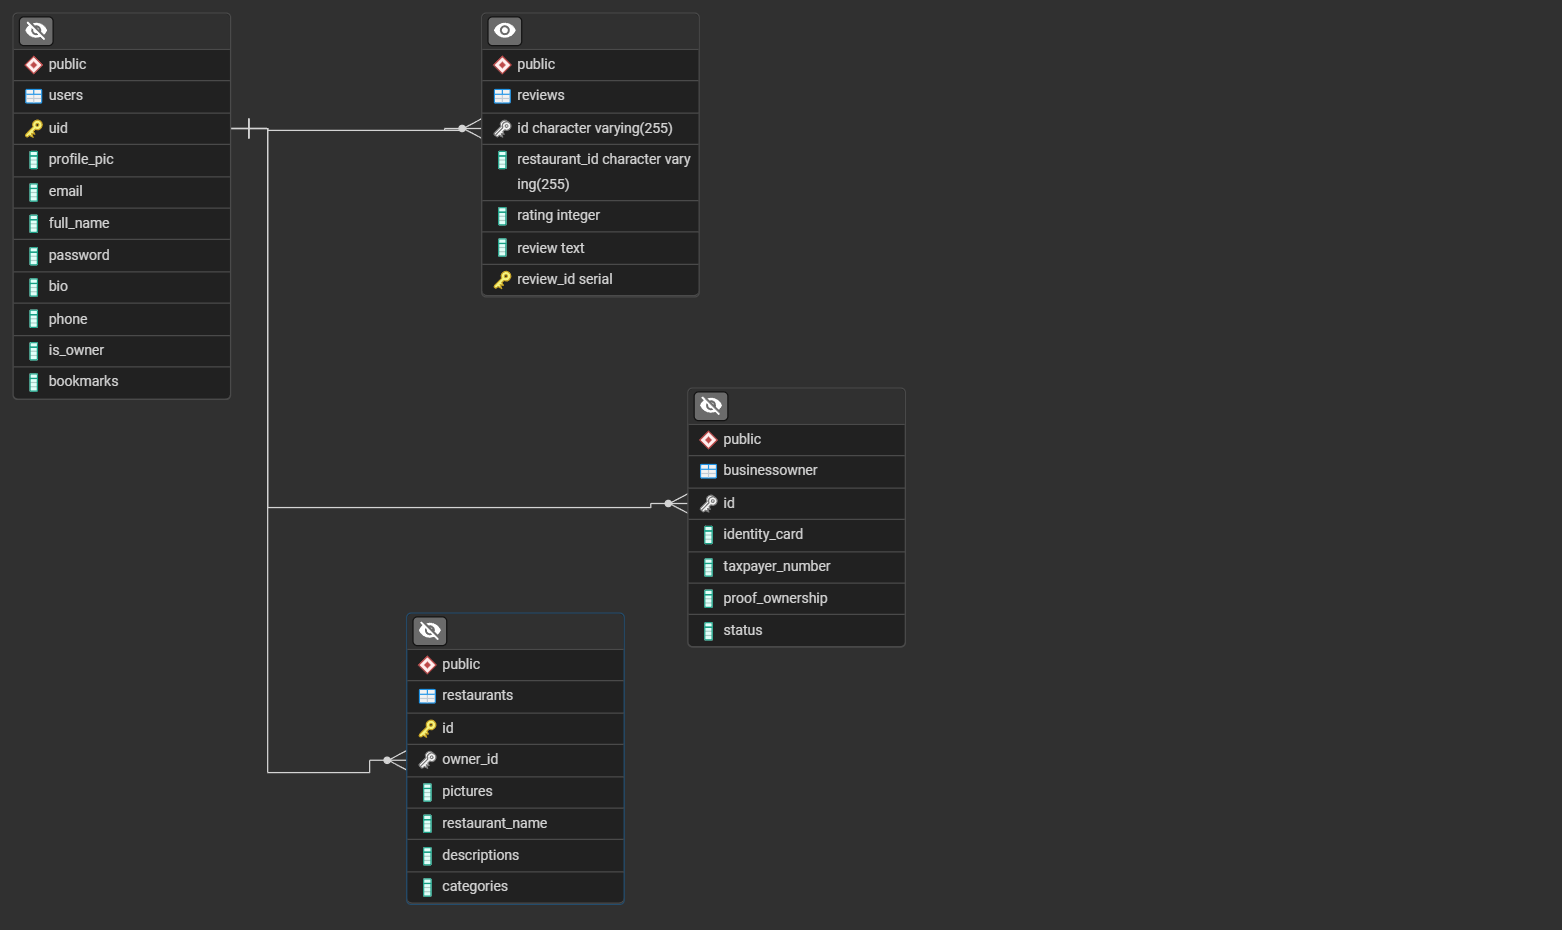 public
users
uid
profile_pic
email
full_name
password
bio
phone
is_owner
bookmarks
public
reviews
id character varying(255)
restaurant_id character vary
ing(255)
rating integer
review text
review_id serial
public
businessowner
id
identity_card
taxpayer_number
proof_ownership
status
public
restaurants
id
owner_id
pictures
restaurant_name
descriptions
categories